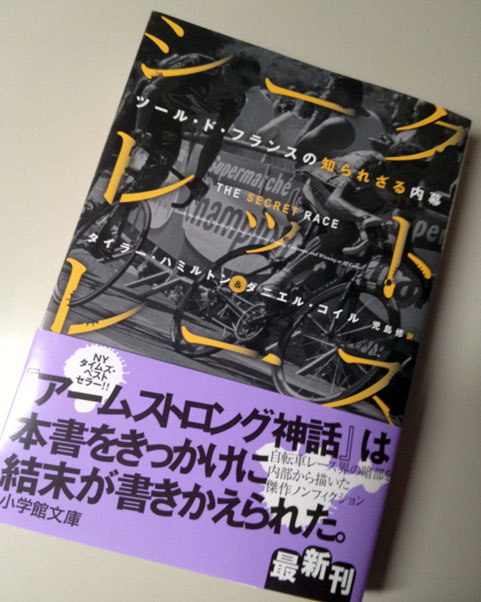 シークレット・レース
ツール・ド・フランスの知られざる内幕
THE SECRET RACE
Supermarché
Champion
タイラー・ハミルトン&ダニエル・コイル
児島修 訳
NY
タイムズ・
ベスト
セラー!!
『アームストロング神話』は
本書をきっかけに
結末が書きかえられた。
自転車レース界の暗部を
内部から描いた
傑作ノンフィクション
小学館文庫
最新刊